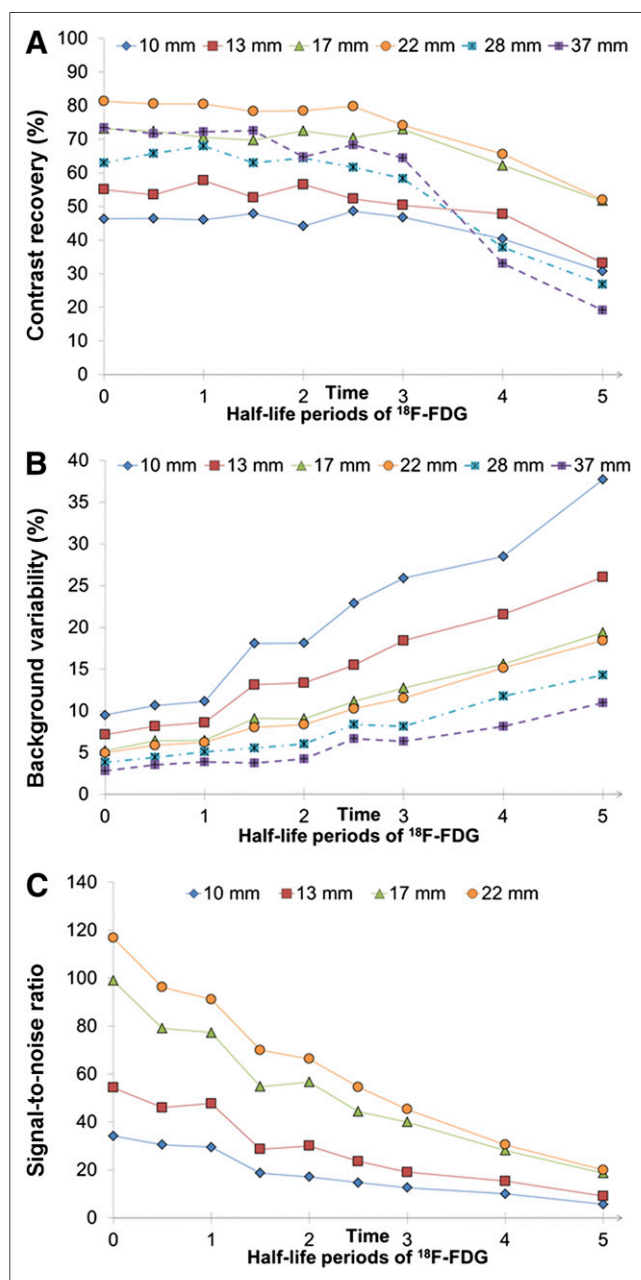 A
10 mm 13 mm 17 mm 22 mm 28 mm 37 mm
Contrast recovery (%)
100
90
80
70
60
50
40
30
20
10
0
0 1 2 3 4 5
Time
Half-life periods of ¹⁸F-FDG
B
10 mm 13 mm 17 mm 22 mm 28 mm 37 mm
Background variability (%)
40
35
30
25
20
15
10
5
0
0 1 2 3 4 5
Time
Half-life periods of ¹⁸F-FDG
C
10 mm 13 mm 17 mm 22 mm
Signal-to-noise ratio
140
120
100
80
60
40
20
0
0 1 2 3 4 5
Time
Half-life periods of ¹⁸F-FDG